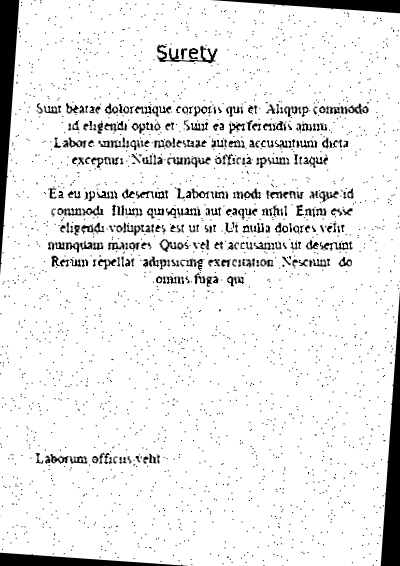 Surety
Sunt beatae doloremque corporis qui et. Aliquip commodo
id eligendi optio et. Sunt ea perferendis anim.
Labore similique molestiae autem accusantium dicta
excepturi. Nulla cumque officia ipsum Itaque
Ea eu ipsam deserunt. Laborum modi tenetur atque id
commodi. Illum quisquam aut eaque nihil. Enim esse
eligendi voluptates est ut sit. Ut nulla dolores velit
numquam maiores. Quos vel et accusamus ut deserunt.
Rerum repellat adipisicing exercitation. Nesciunt do
omnis fuga qui
Laborum officiis velit